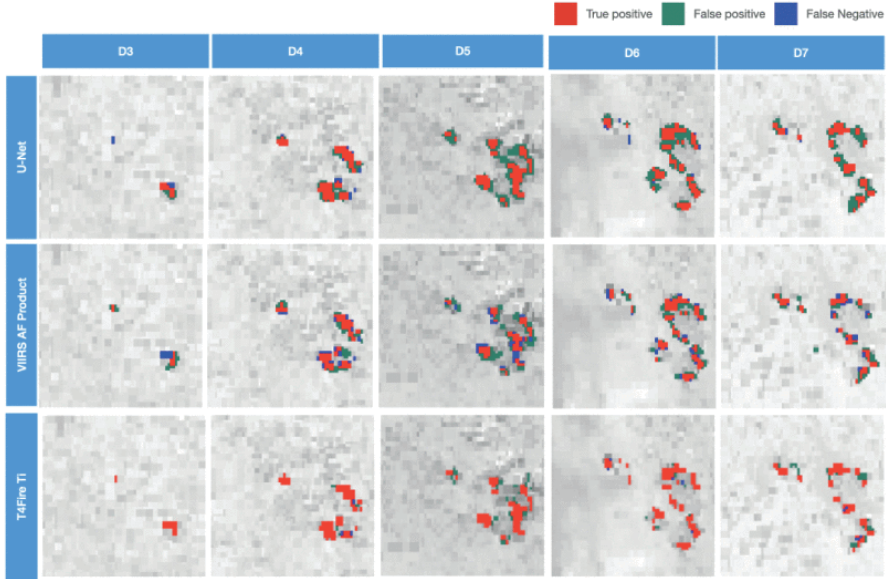 True positive False positive False Negative
D3 D4 D5 D6 D7
U-Net
VIIRS AF Product
T4Fire Ti